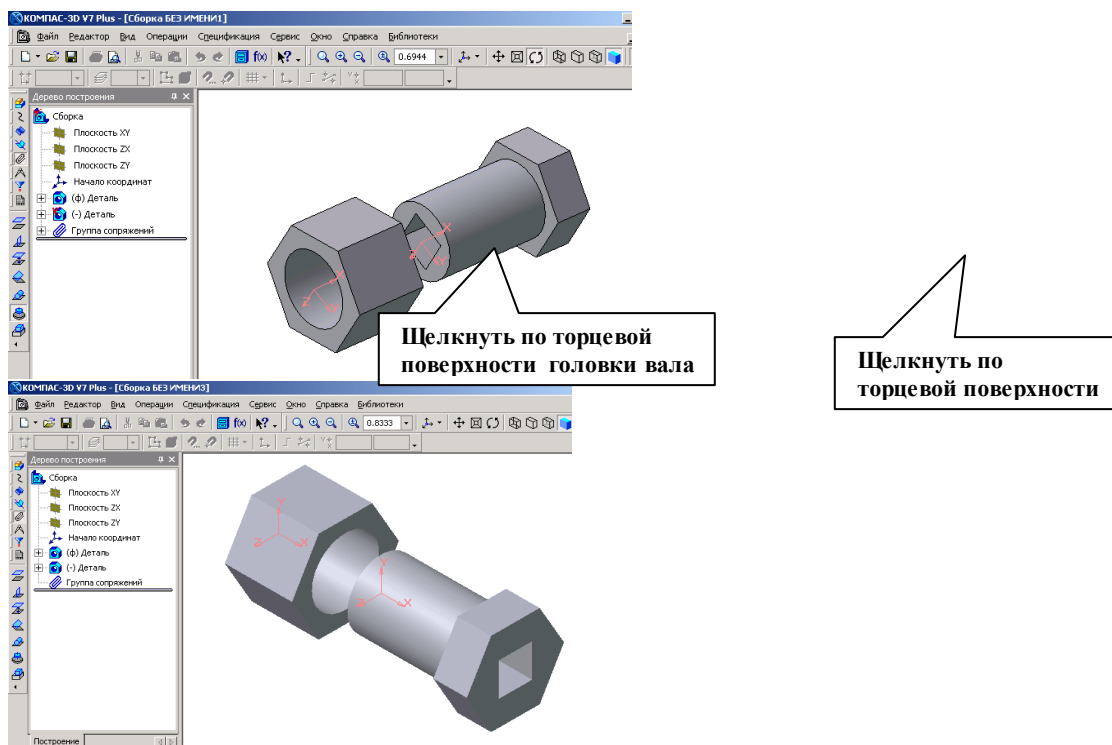 КОМПАС-3D V7 Plus - [Сборка БЕЗ ИМЕНИ1]
Файл Редактор Вид Операции Спецификация Сервис Окно Справка Библиотеки
f(x) 0.6944
Дерево построения
Сборка
Плоскость XY
Плоскость ZX
Плоскость ZY
Начало координат
(ф) Деталь
(-) Деталь
Группа сопряжений
Z X Y
Z X Y
Щелкнуть по торцевой
поверхности головки вала
Щелкнуть по
торцевой поверхности
КОМПАС-3D V7 Plus - [Сборка БЕЗ ИМЕНИ3]
Файл Редактор Вид Операции Спецификация Сервис Окно Справка Библиотеки
f(x) 0.8333
Дерево построения
Сборка
Плоскость XY
Плоскость ZX
Плоскость ZY
Начало координат
(ф) Деталь
(-) Деталь
Группа сопряжений
Y Z X
Y Z X
Построение